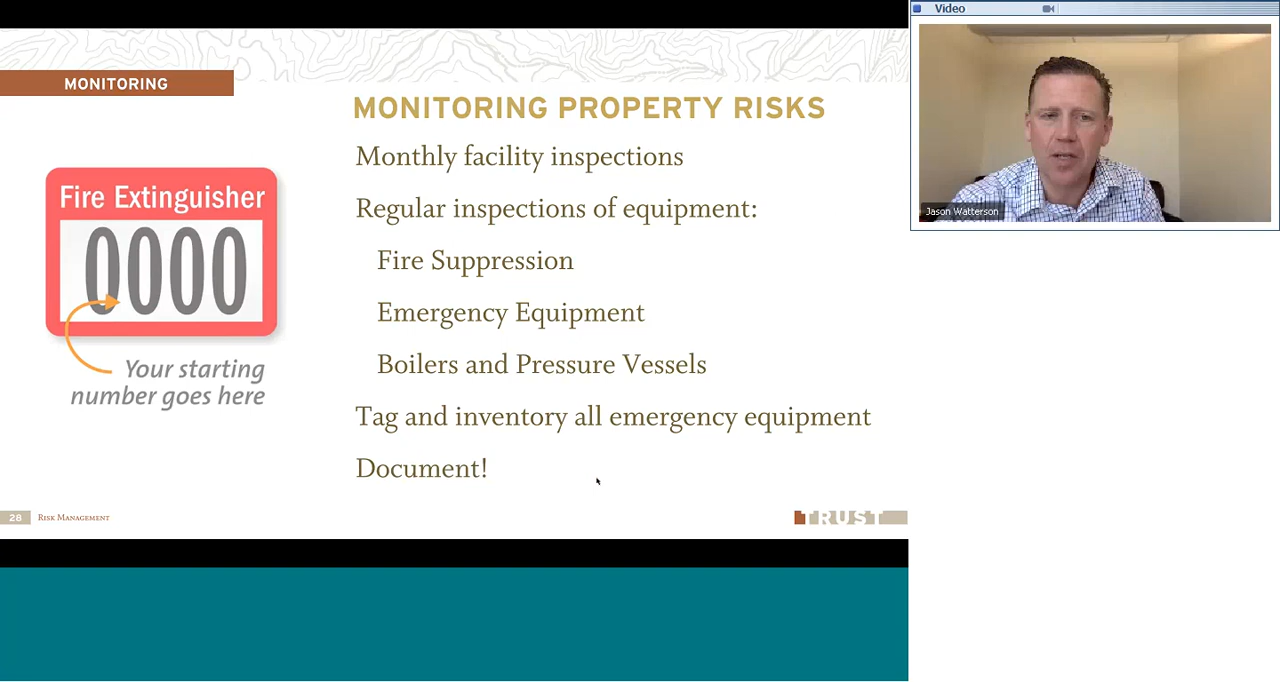 Video
MONITORING
MONITORING PROPERTY RISKS
Monthly facility inspections
Regular inspections of equipment:
Fire Suppression
Emergency Equipment
Boilers and Pressure Vessels
Tag and inventory all emergency equipment
Document!
Fire Extinguisher
0000
Your starting
number goes here
28
Risk Management
TRUST
Jason Watterson